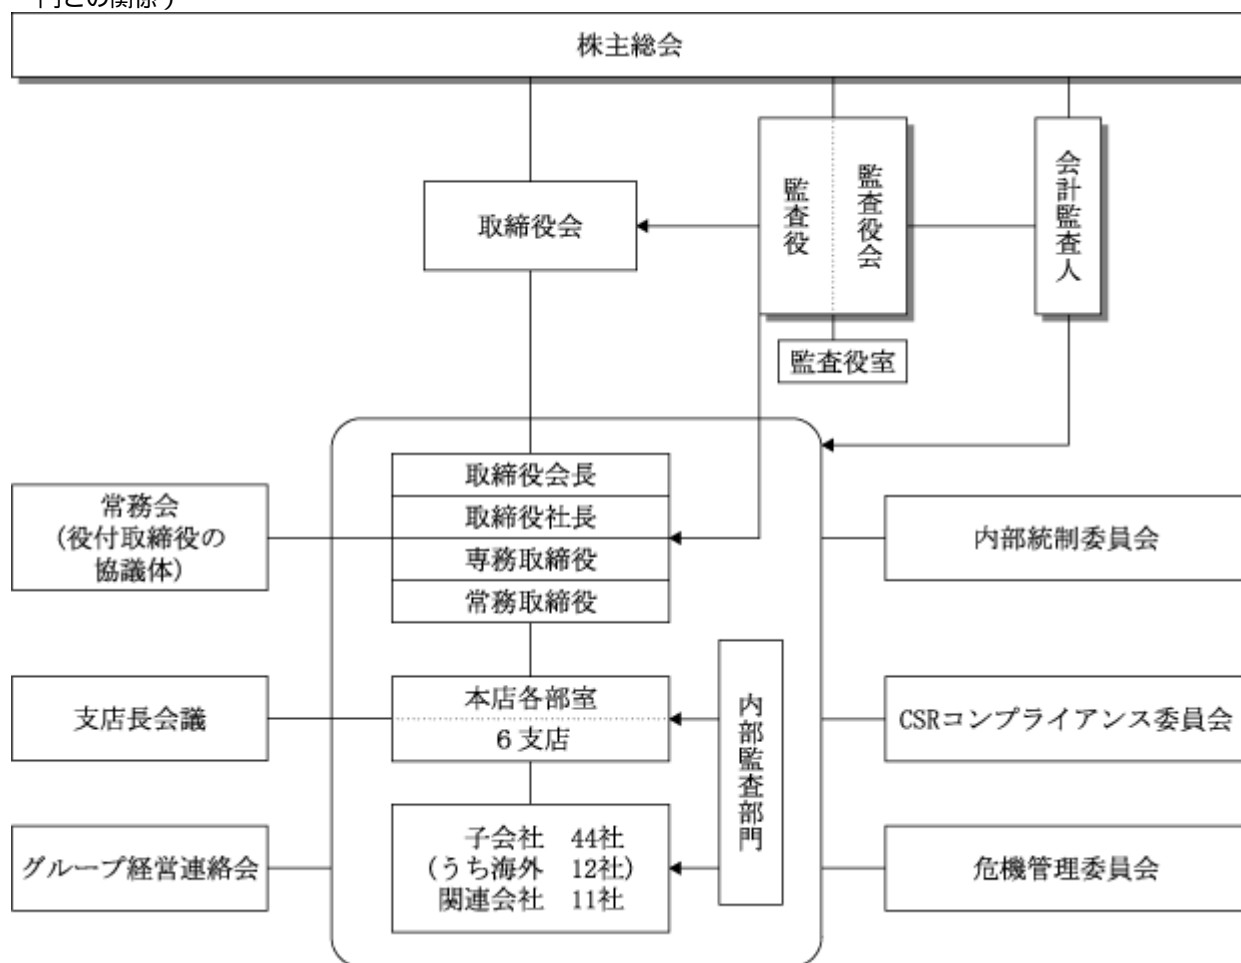 門との関係)
株主総会
取締役会
監査役
監査役会
会計監査人
監査役室
取締役会長
取締役社長
専務取締役
常務取締役
常務会
(役付取締役の
協議体)
内部統制委員会
支店長会議
本店各部室
6支店
内部監査部門
CSRコンプライアンス委員会
グループ経営連絡会
子会社 44社
(うち海外 12社)
関連会社 11社
危機管理委員会